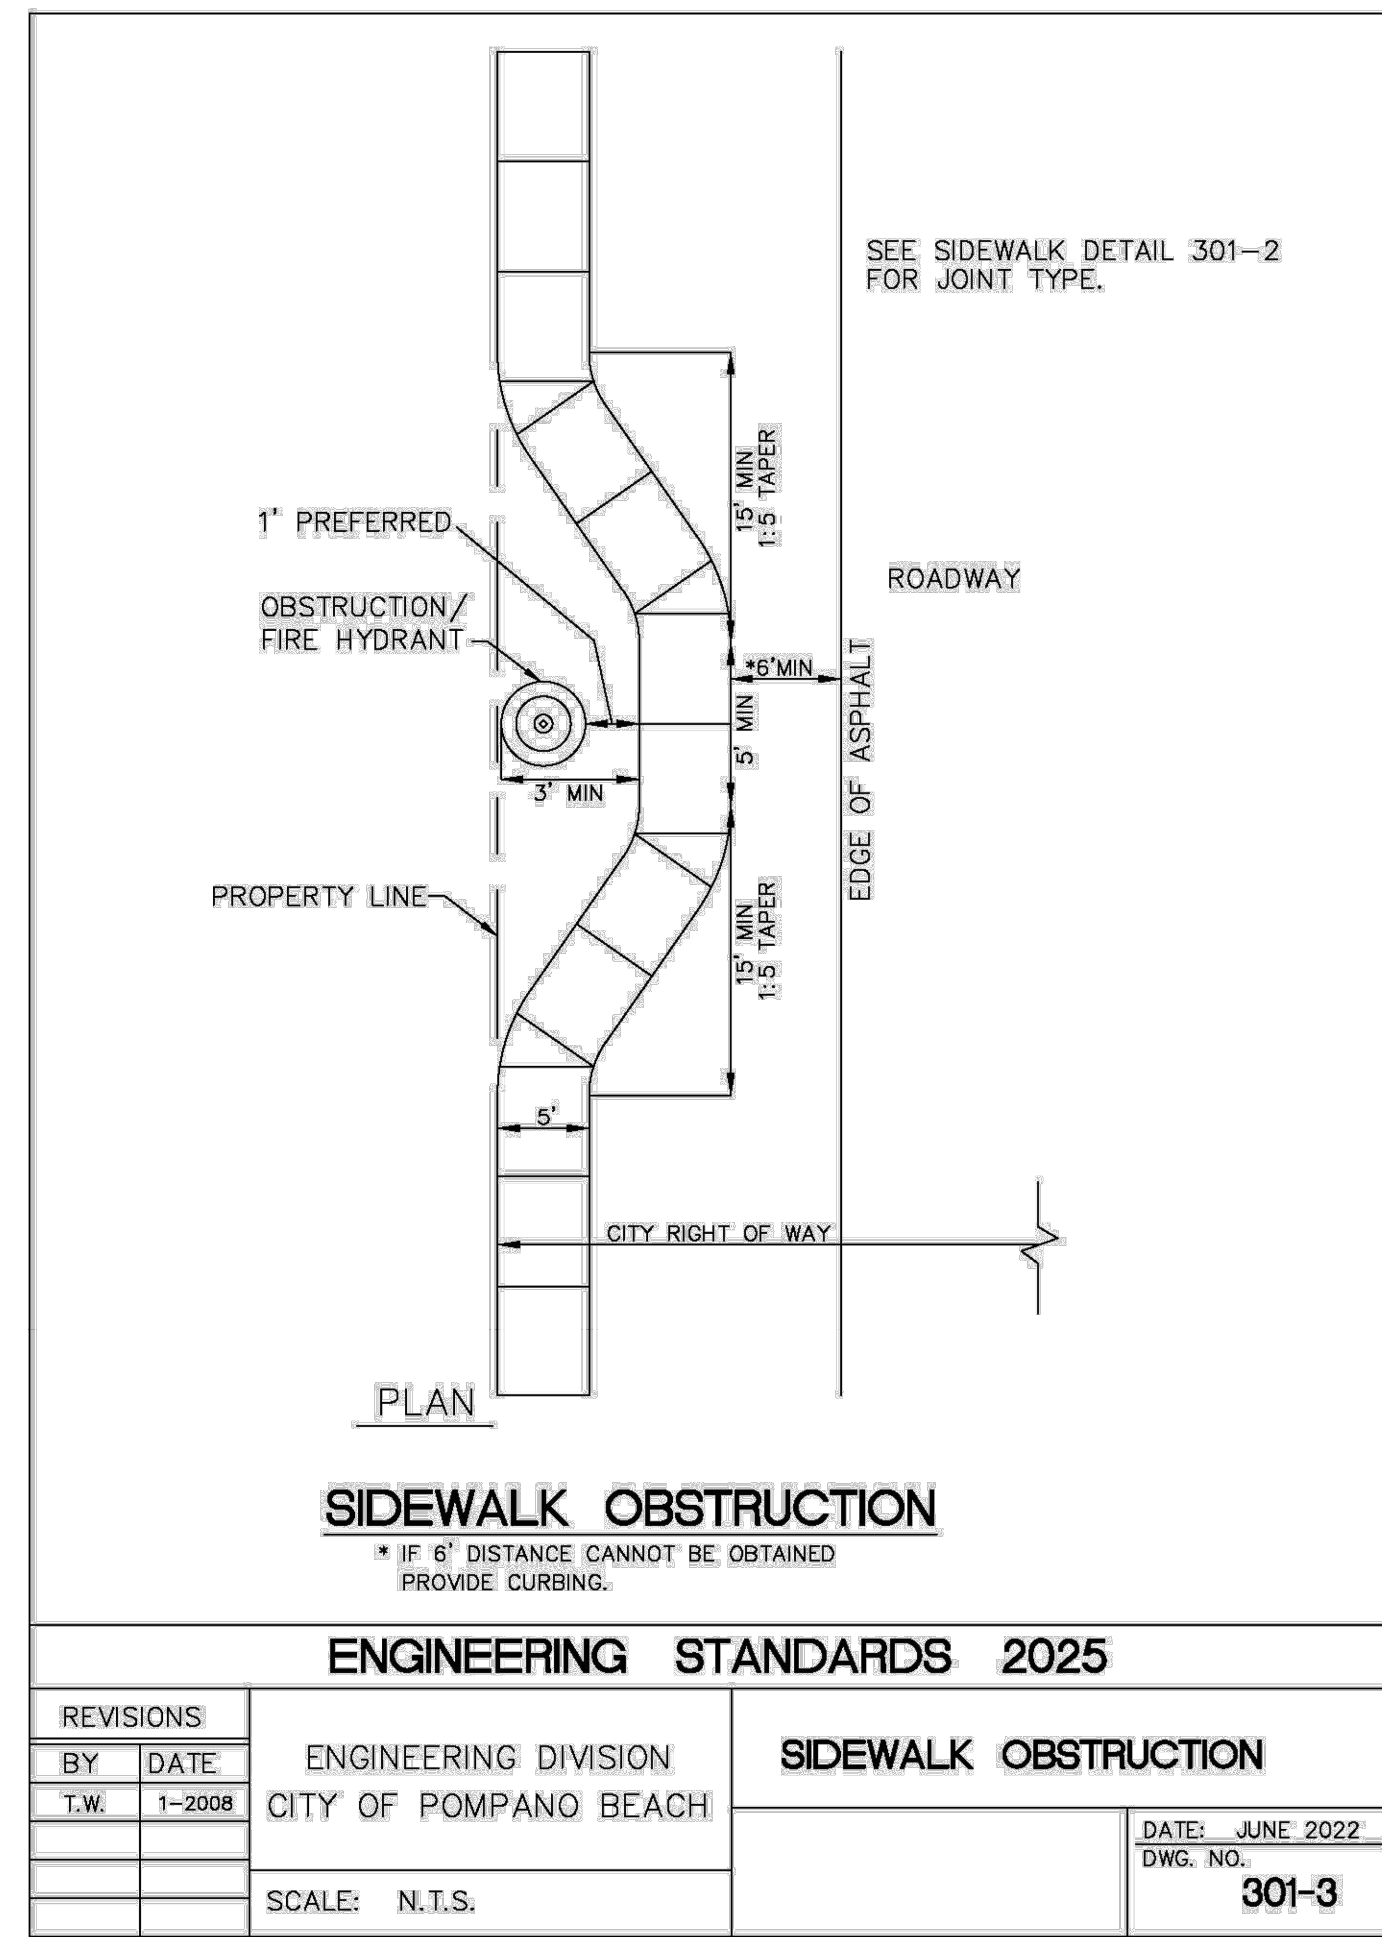 SEE SIDEWALK DETAIL 301-2
FOR JOINT TYPE.
15' MIN
1:5 TAPER
1' PREFERRED
OBSTRUCTION/
FIRE HYDRANT
ROADWAY
*6'MIN
5' MIN
3' MIN
EDGE OF ASPHALT
PROPERTY LINE
15' MIN
1:5 TAPER
5'
CITY RIGHT OF WAY
PLAN
SIDEWALK OBSTRUCTION
* IF 6' DISTANCE CANNOT BE OBTAINED
PROVIDE CURBING.
ENGINEERING STANDARDS 2025
REVISIONS
BY DATE
T.W. 1-2008
ENGINEERING DIVISION
CITY OF POMPANO BEACH
SCALE: N.T.S.
SIDEWALK OBSTRUCTION
DATE: JUNE 2022
DWG. NO.
301-3